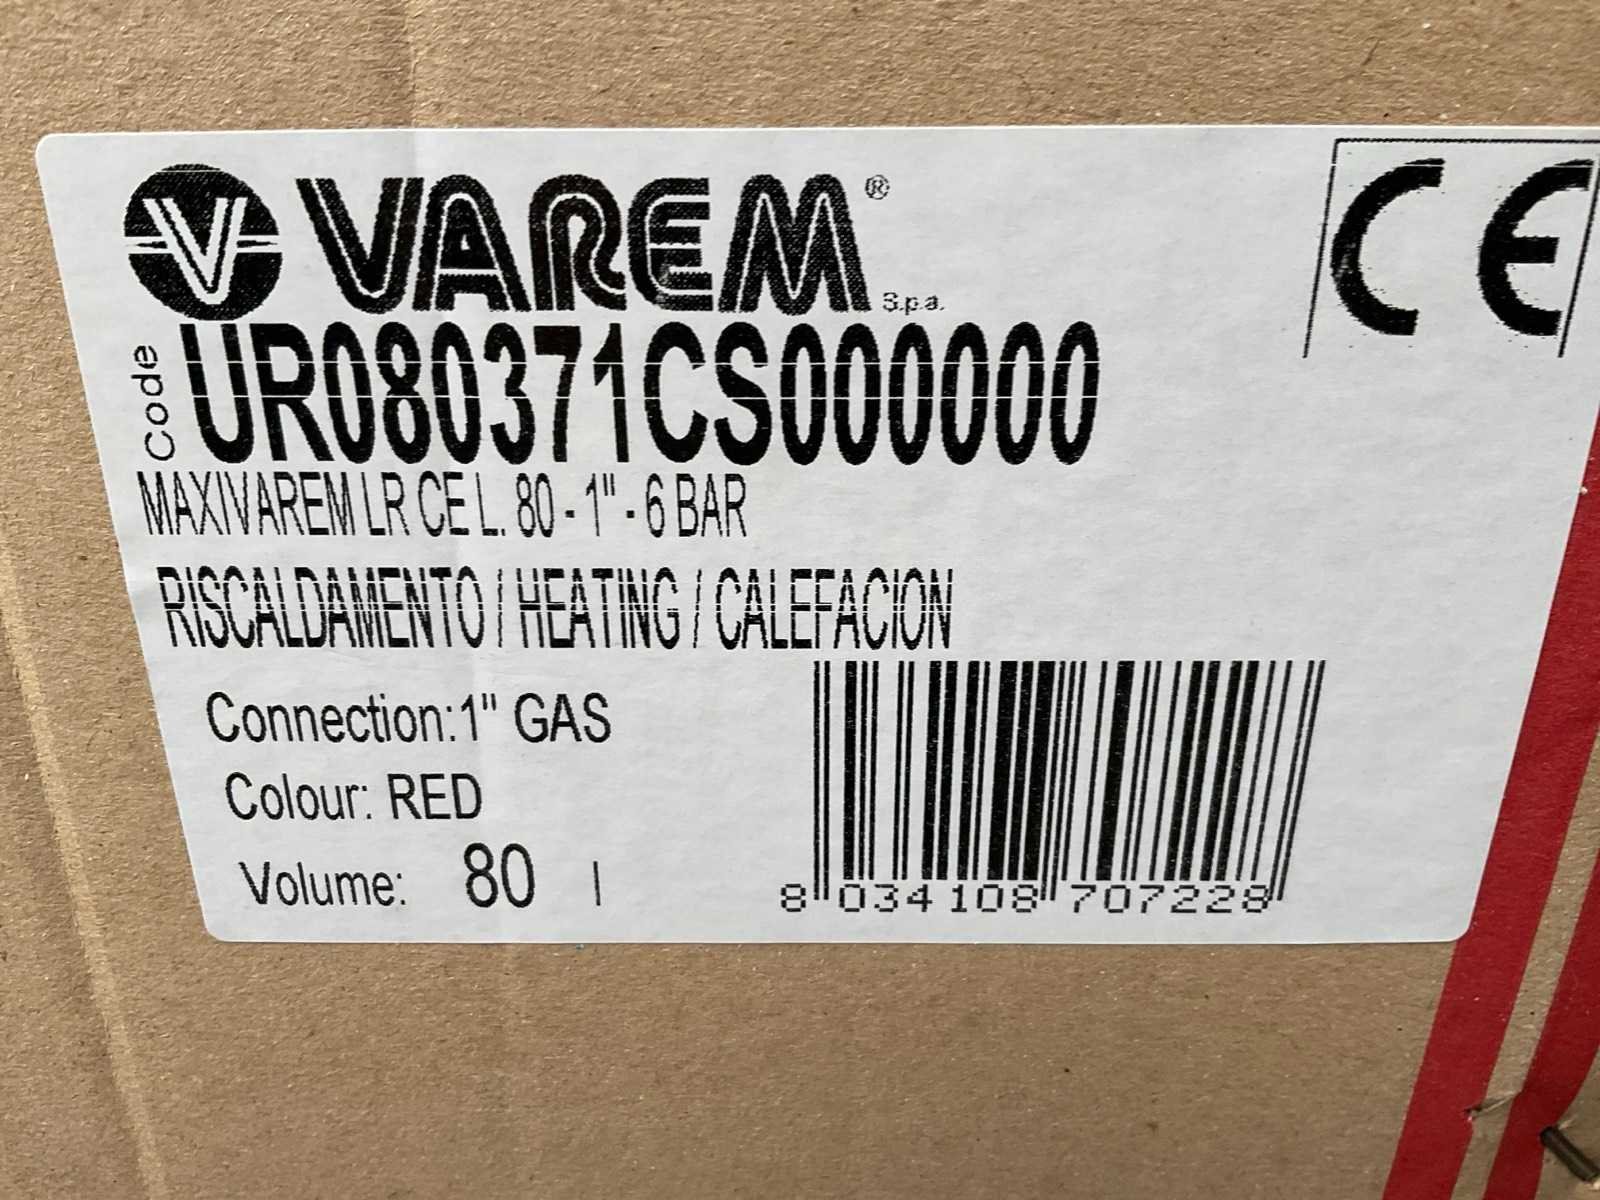 VAREM® S.p.a.
CE
Code UR080371CS000000
MAXIVAREM LR CE L. 80 - 1" - 6 BAR
RISCALDAMENTO / HEATING / CALEFACION
Connection:1" GAS
Colour: RED
Volume: 80 l
8 034108 707228